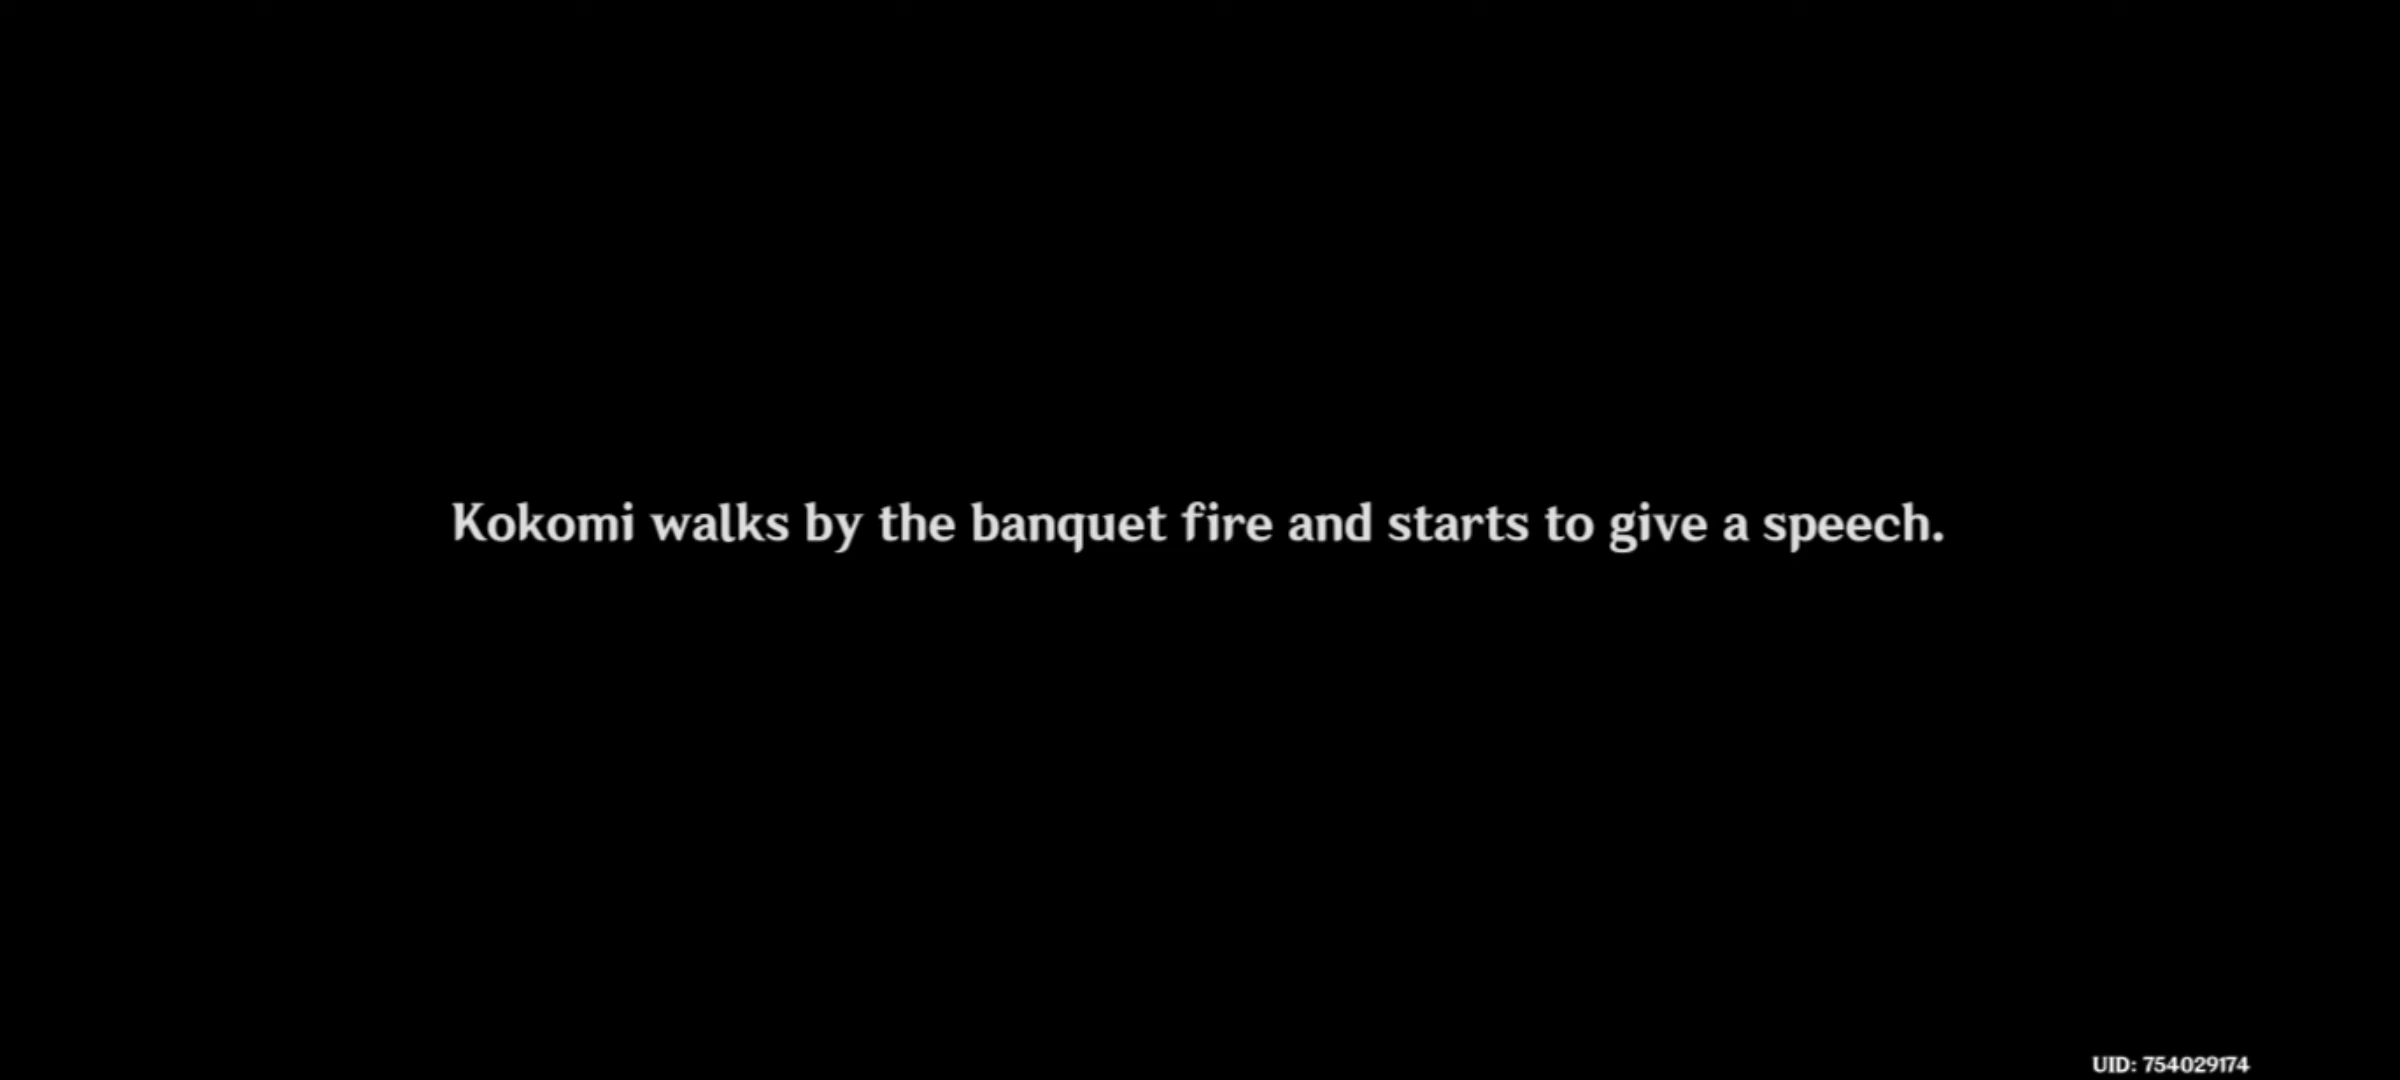 Kokomi walks by the banquet fire and starts to give a speech.
UID: 754029174